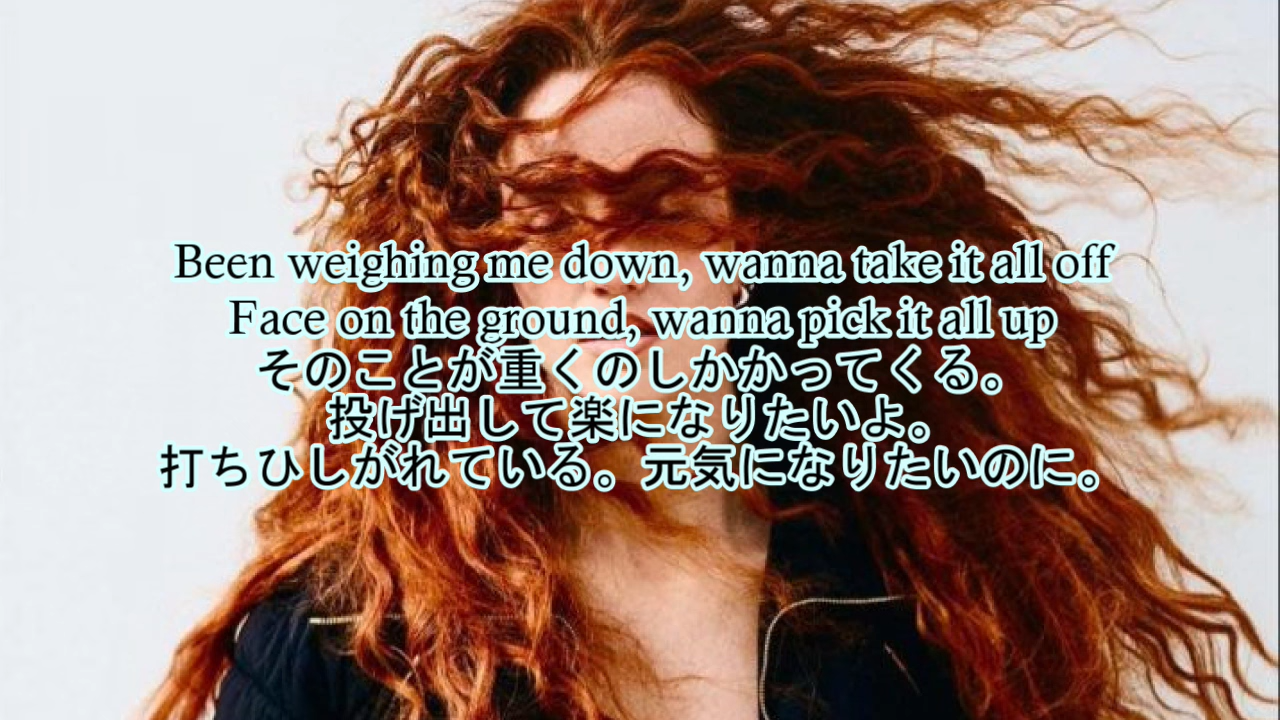 Been weighing me down, wanna take it all off
Face on the ground, wanna pick it all up
そのことが重くのしかかってくる。
投げ出して楽になりたいよ。
打ちひしがれている。元気になりたいのに。